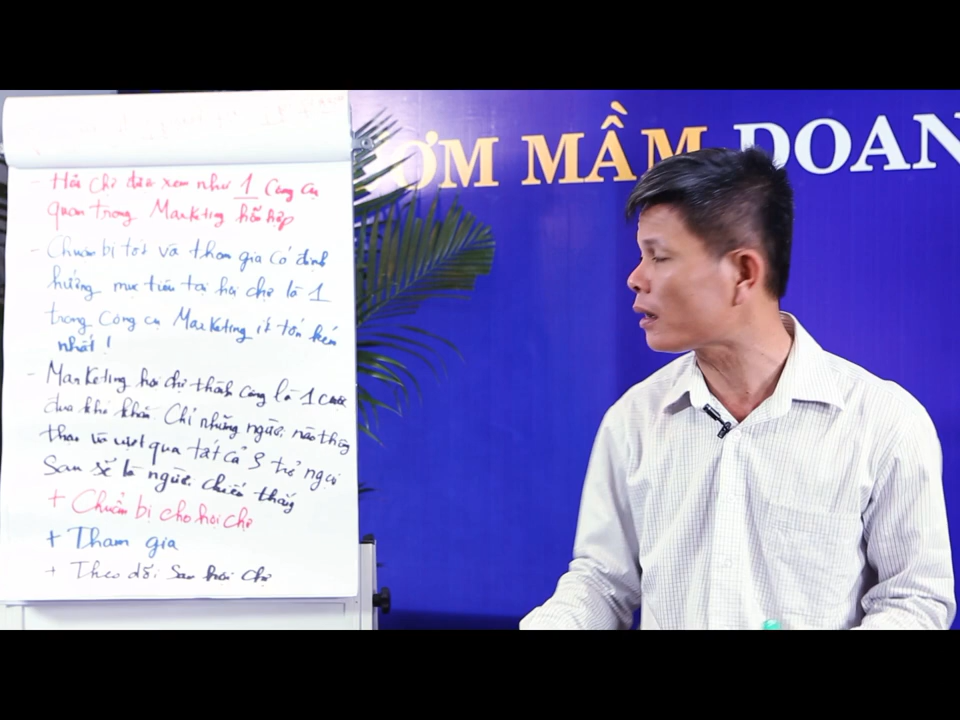 ƠM MẦM DOAN
- Hội chợ được xem như 1 Công cụ
quan trọng Marketing hỗn hợp
- Chuẩn bị tốt và tham gia có định
hướng mục tiêu tại hội chợ là 1
trong công cụ Marketing ít tốn kém
nhất !
- Marketing hội chợ thành công là 1 cuộc
đua khó khăn. Chỉ những người nào thông
thạo và vượt qua tất cả 3 trở ngại
sau sẽ là người chiến thắng
+ Chuẩn bị cho hội chợ
+ Tham gia
+ Theo dõi sau hội chợ